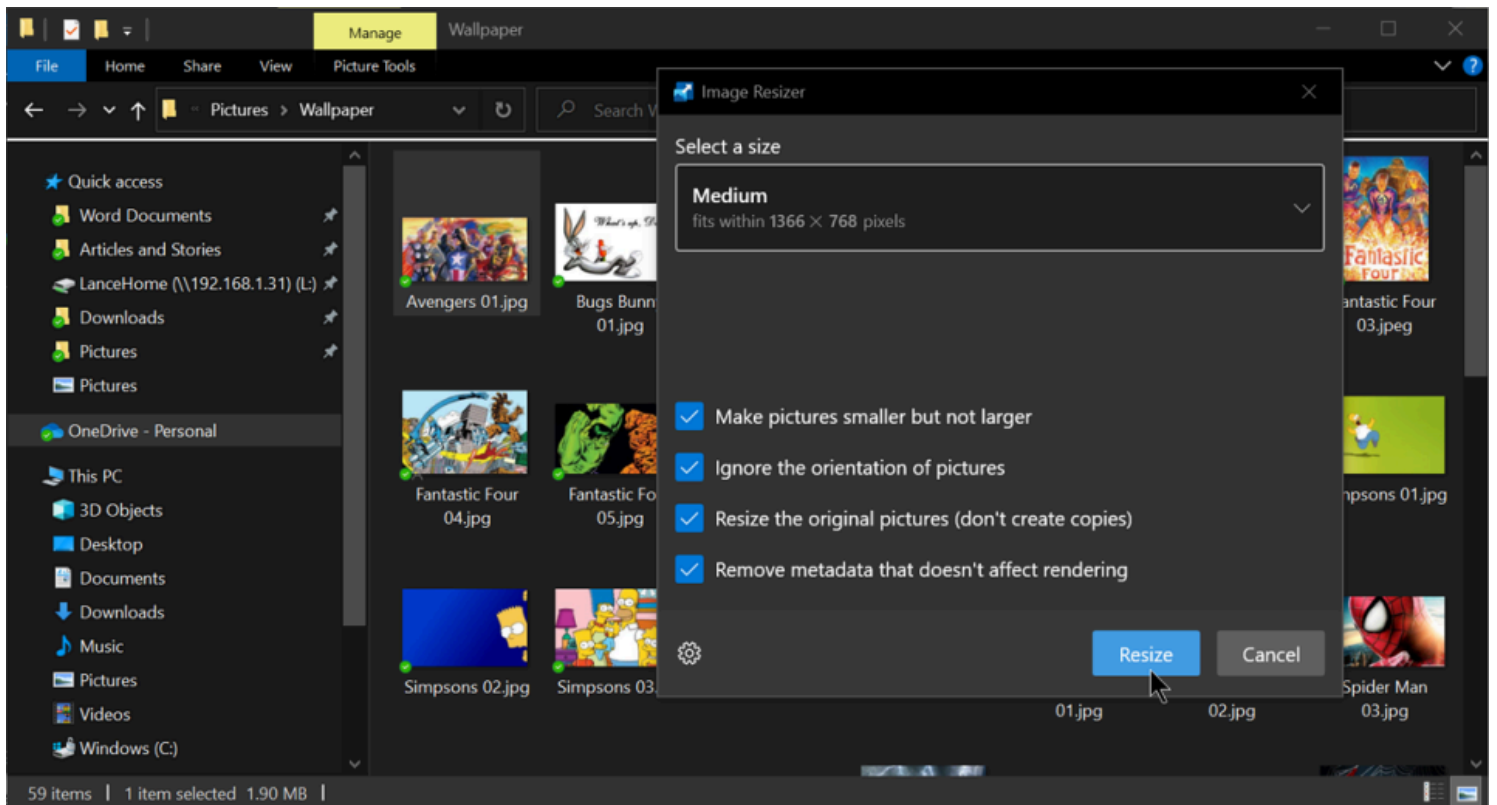 Manage
Wallpaper
File
Home
Share
View
Picture Tools
Pictures
Wallpaper
Search
Image Resizer
Select a size
Medium
fits within 1366 × 768 pixels
Make pictures smaller but not larger
Ignore the orientation of pictures
Resize the original pictures (don't create copies)
Remove metadata that doesn't affect rendering
Resize
Cancel
Quick access
Word Documents
Articles and Stories
LanceHome (\\192.168.1.31) (L:)
Downloads
Pictures
Pictures
OneDrive - Personal
This PC
3D Objects
Desktop
Documents
Downloads
Music
Pictures
Videos
Windows (C:)
Avengers 01.jpg
Bugs Bunn
01.jpg
What's up,
FANTASTIC
FOUR
antastic Four
03.jpeg
Fantastic Four
04.jpg
Fantastic Fo
05.jpg
npsons 01.jpg
Simpsons 02.jpg
Simpsons 03.
01.jpg
02.jpg
Spider Man
03.jpg
59 items
1 item selected 1.90 MB